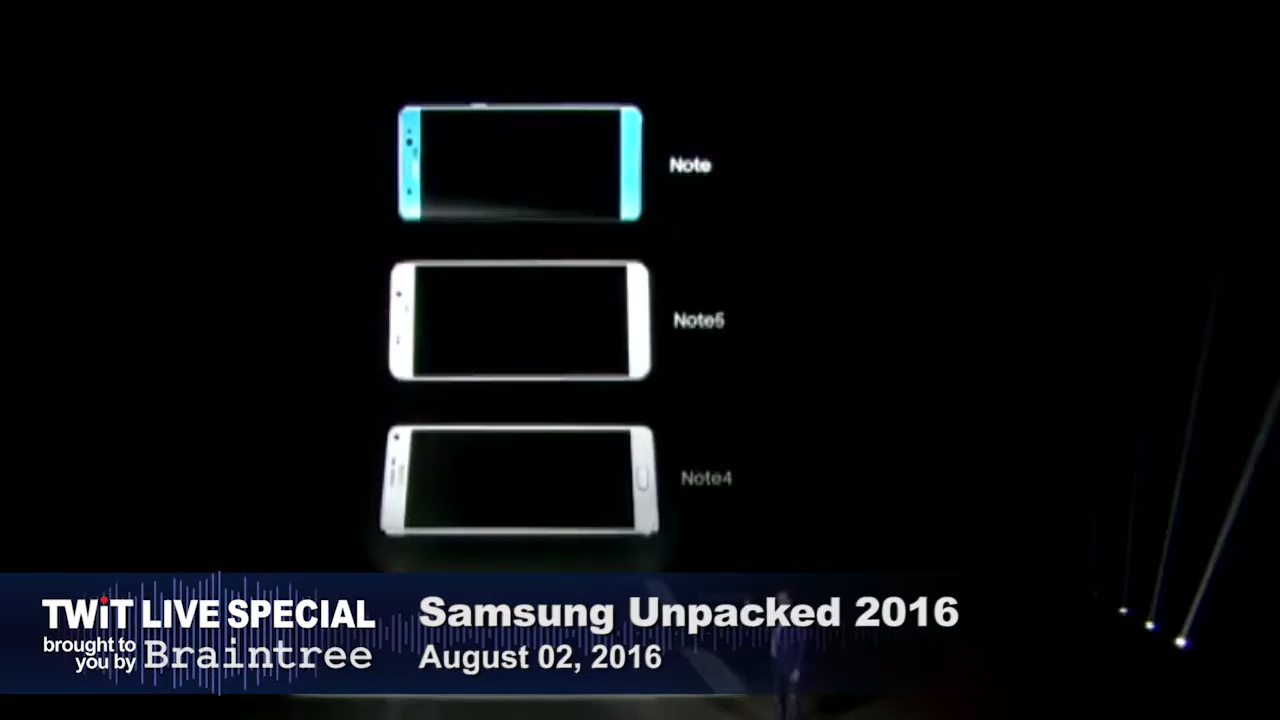 Note
Note5
Note4
TWiT LIVE SPECIAL
brought to
you by Braintree
Samsung Unpacked 2016
August 02, 2016